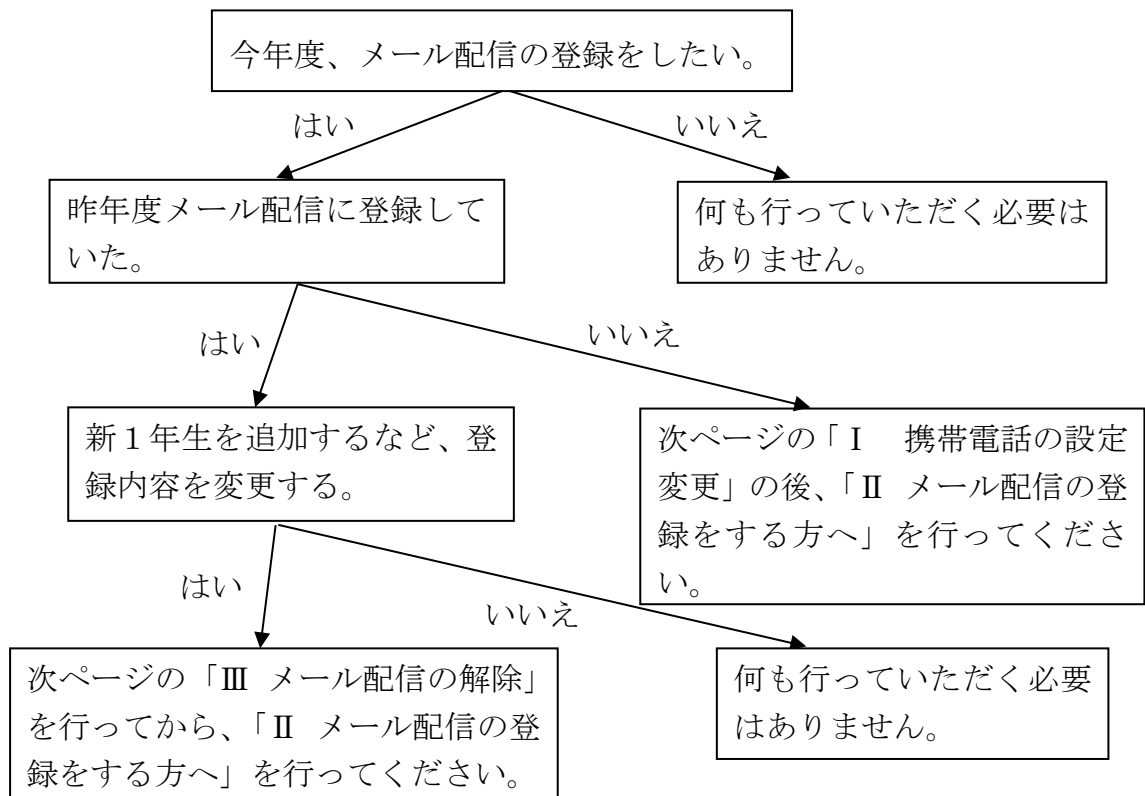 今年度、メール配信の登録をしたい。
はい
いいえ
昨年度メール配信に登録して
いた。
何も行っていただく必要は
ありません。
はい
いいえ
新１年生を追加するなど、登
録内容を変更する。
次ページの「Ⅰ　携帯電話の設定
変更」の後、「Ⅱ メール配信の登
録をする方へ」を行ってくださ
い。
はい
いいえ
次ページの「Ⅲ メール配信の解除」
を行ってから、「Ⅱ メール配信の登
録をする方へ」を行ってください。
何も行っていただく必要
はありません。